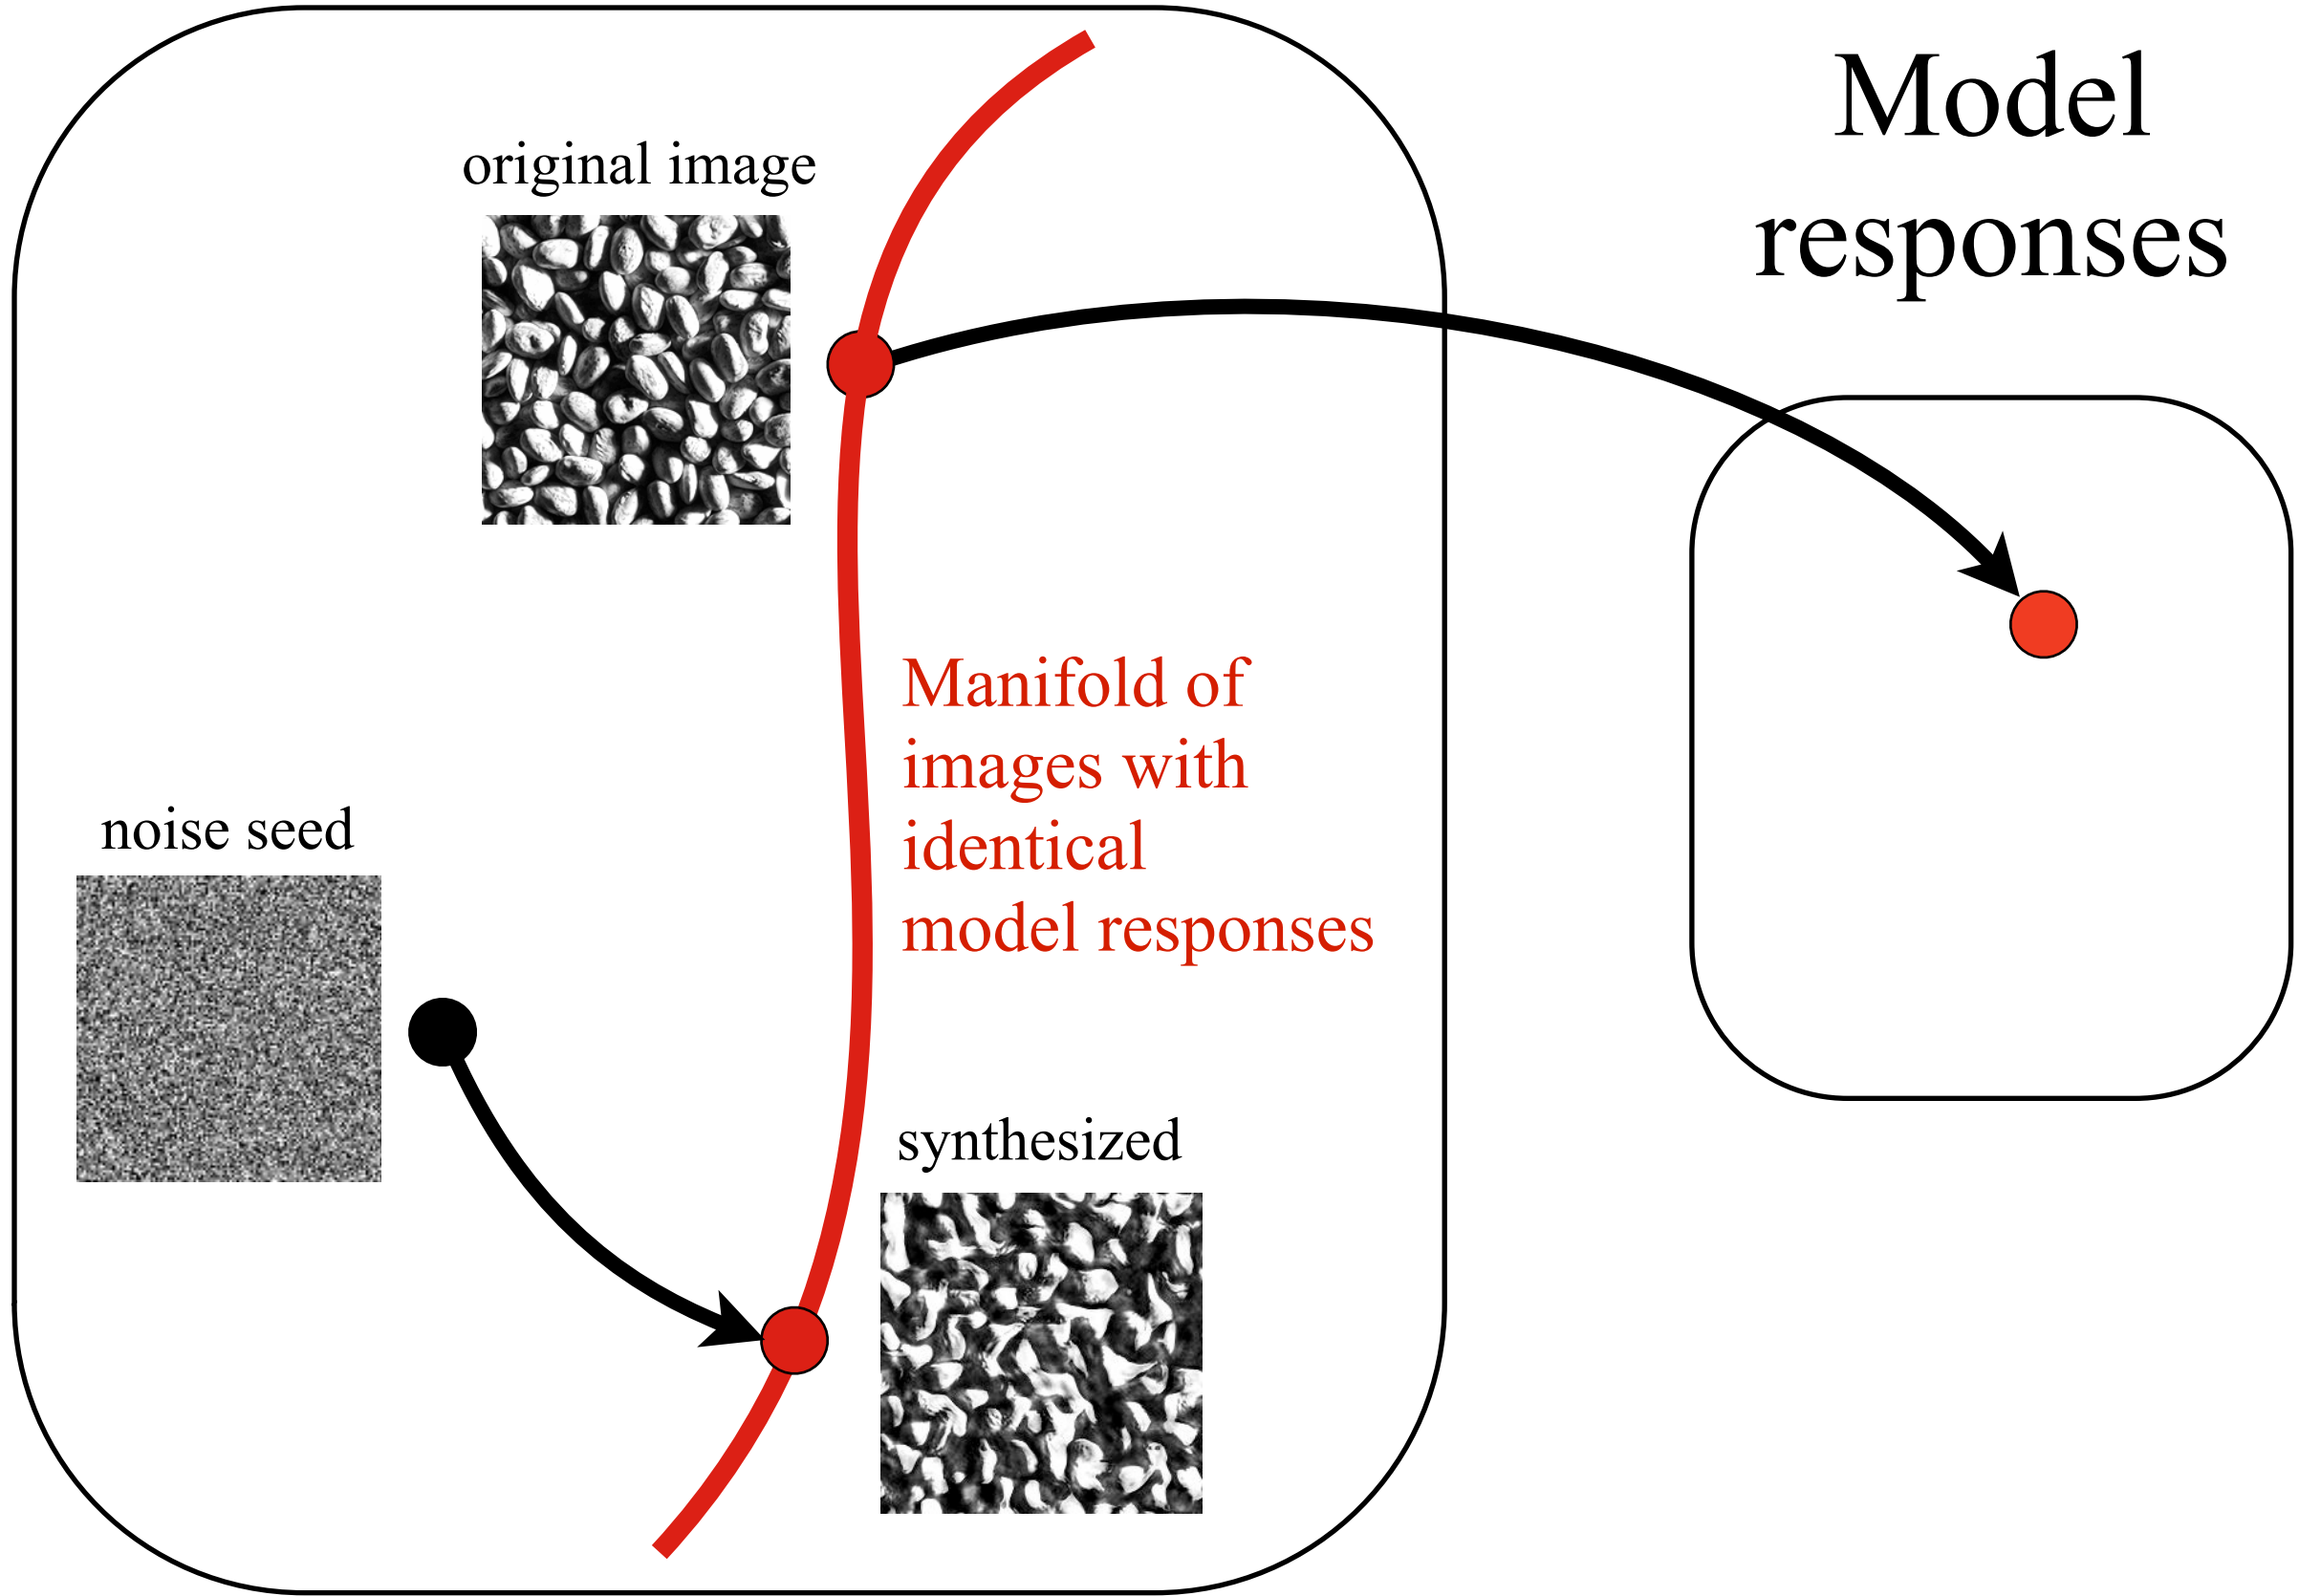 Model
responses
original image
Manifold of
images with
identical
model responses
noise seed
synthesized